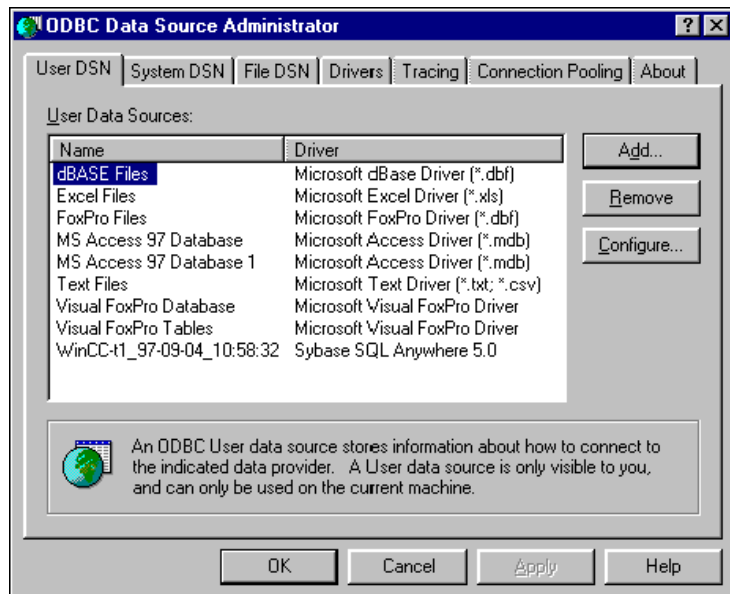 ODBC Data Source Administrator
User DSN System DSN File DSN Drivers Tracing Connection Pooling About
User Data Sources:
Name Driver
dBASE Files Microsoft dBase Driver (*.dbf)
Excel Files Microsoft Excel Driver (*.xls)
FoxPro Files Microsoft FoxPro Driver (*.dbf)
MS Access 97 Database Microsoft Access Driver (*.mdb)
MS Access 97 Database 1 Microsoft Access Driver (*.mdb)
Text Files Microsoft Text Driver (*.txt; *.csv)
Visual FoxPro Database Microsoft Visual FoxPro Driver
Visual FoxPro Tables Microsoft Visual FoxPro Driver
WinCC-t1_97-09-04_10:58:32 Sybase SQL Anywhere 5.0
Add...
Remove
Configure...
An ODBC User data source stores information about how to connect to
the indicated data provider. A User data source is only visible to you,
and can only be used on the current machine.
OK Cancel Apply Help